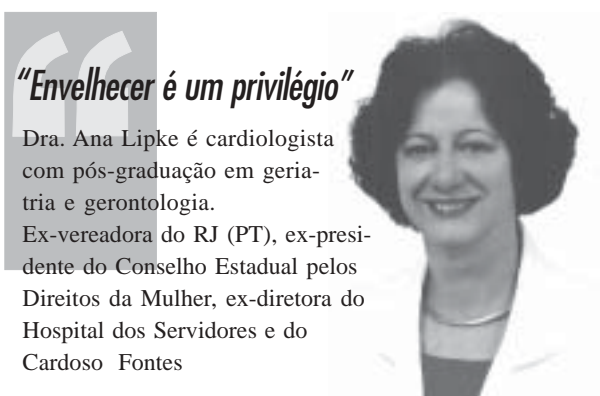 “Envelhecer é um privilégio”
Dra. Ana Lipke é cardiologista
com pós-graduação em geria-
tria e gerontologia.
Ex-vereadora do RJ (PT), ex-presi-
dente do Conselho Estadual pelos
Direitos da Mulher, ex-diretora do
Hospital dos Servidores e do
Cardoso Fontes